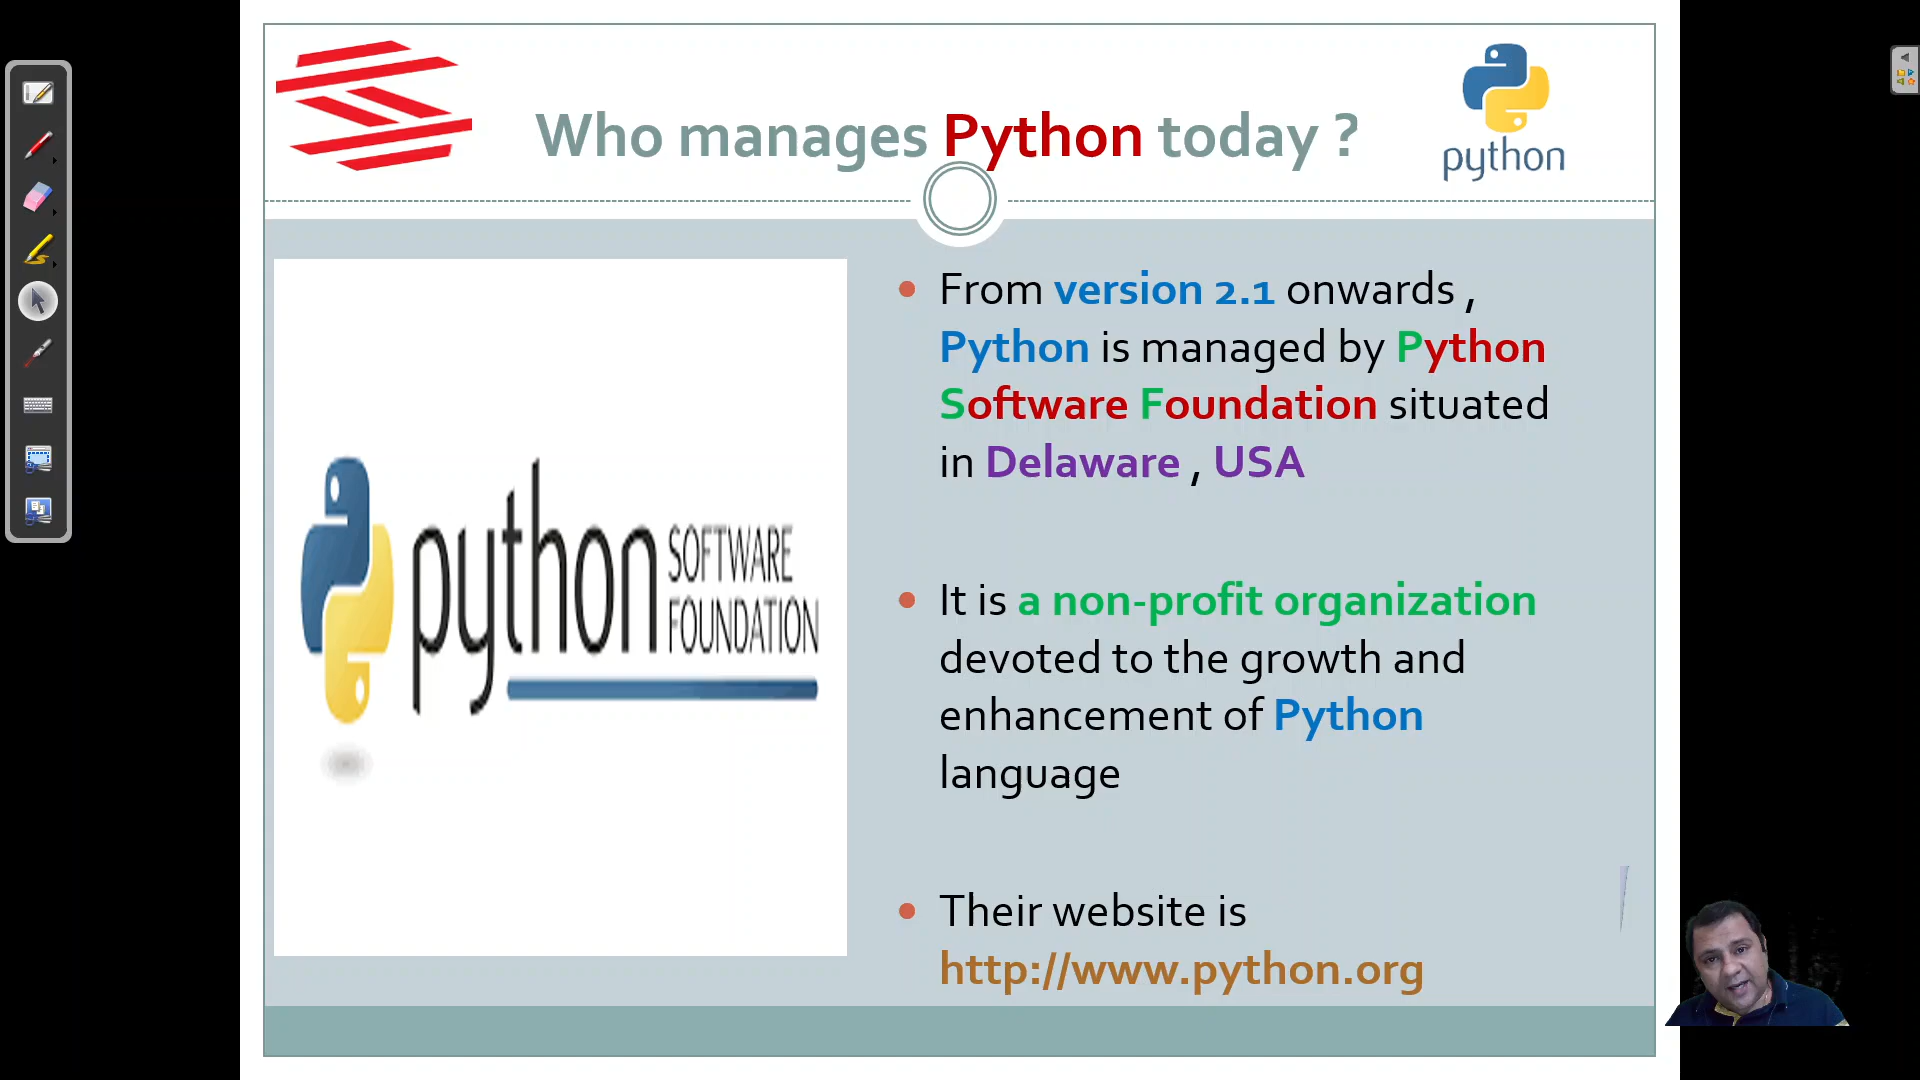 Who manages Python today ?
python
python SOFTWARE
FOUNDATION
From version 2.1 onwards ,
Python is managed by Python
Software Foundation situated
in Delaware , USA
It is a non-profit organization
devoted to the growth and
enhancement of Python
language
Their website is
http://www.python.org